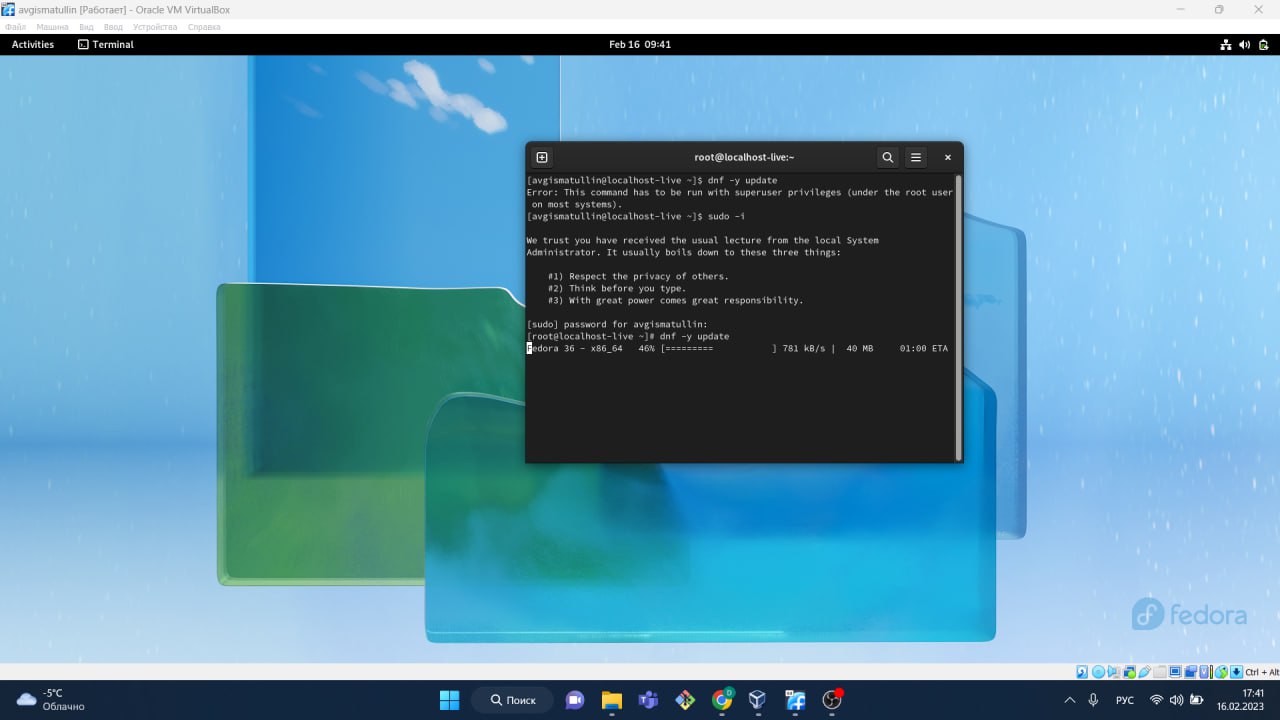 avgismatullin [Работает] - Oracle VM VirtualBox
Файл Машина Вид Ввод Устройства Справка
Activities Terminal Feb 16 09:41
root@localhost-live:~
[avgismatullin@localhost-live ~]$ dnf -y update
Error: This command has to be run with superuser privileges (under the root user
on most systems).
[avgismatullin@localhost-live ~]$ sudo -i
We trust you have received the usual lecture from the local System
Administrator. It usually boils down to these three things:
#1) Respect the privacy of others.
#2) Think before you type.
#3) With great power comes great responsibility.
[sudo] password for avgismatullin:
[root@localhost-live ~]# dnf -y update
Fedora 36 - x86_64 46% [========= ] 781 kB/s | 40 MB 01:00 ETA
fedora
Ctrl + Alt
-5°C
Облачно
Поиск
РУС
17:41
16.02.2023